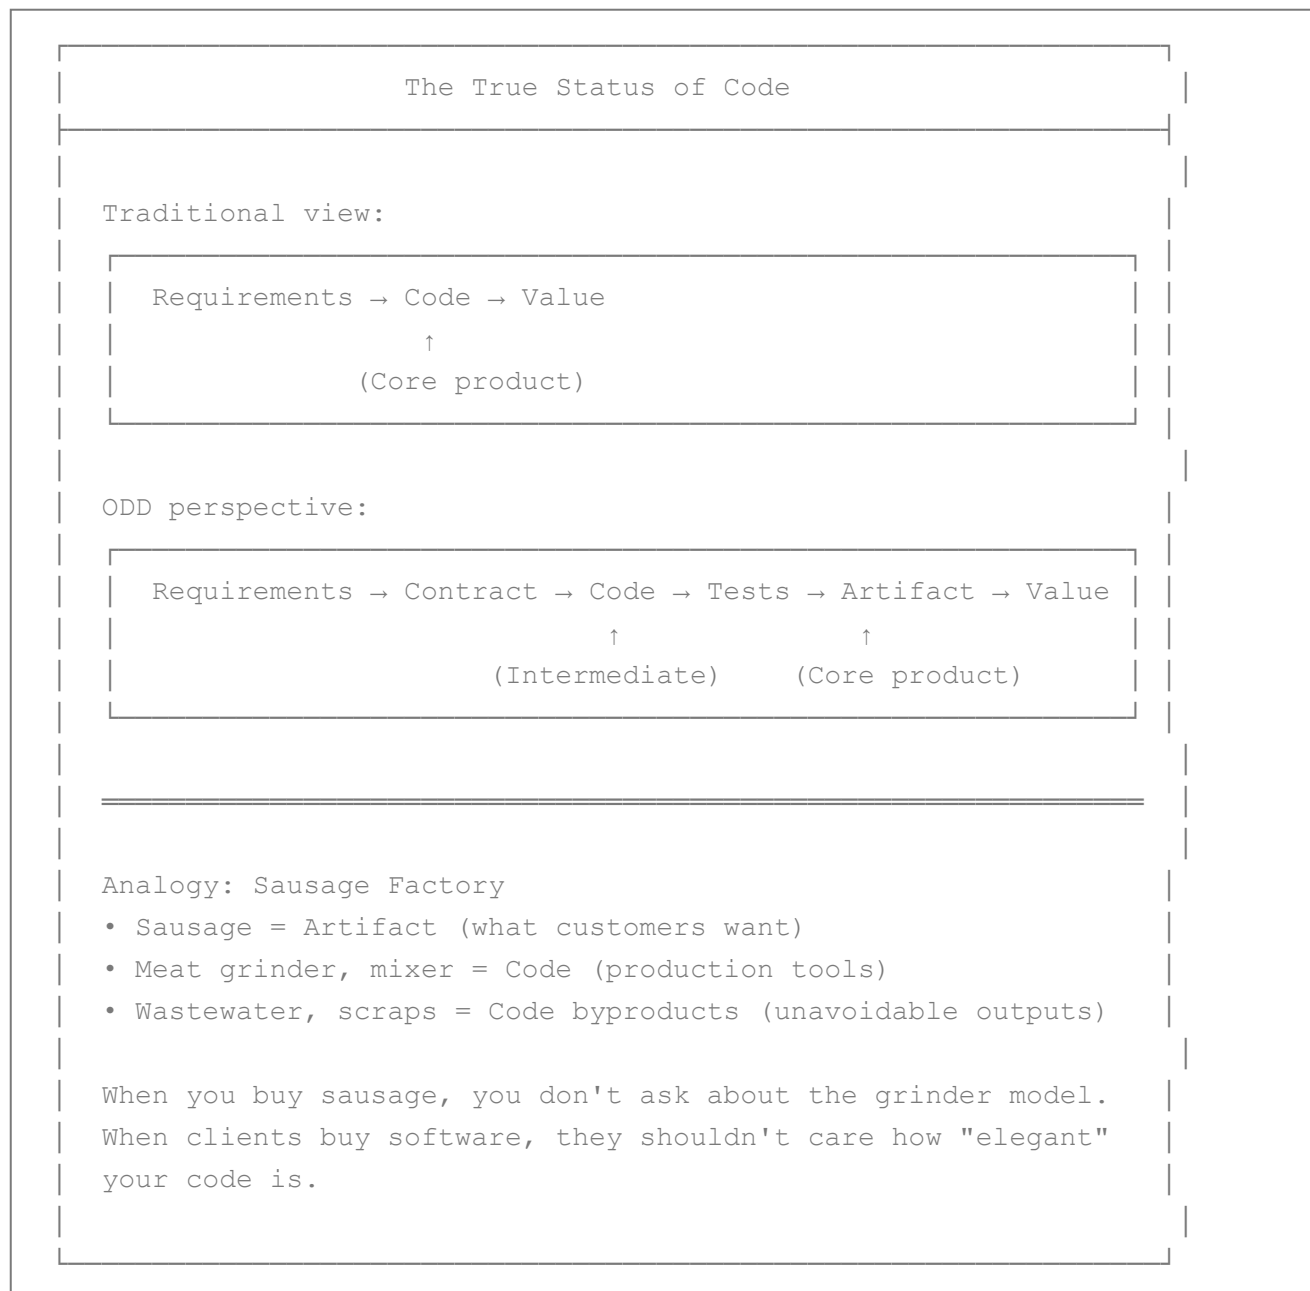 The True Status of Code
Traditional view:
Requirements → Code → Value
↑
(Core product)
ODD perspective:
Requirements → Contract → Code → Tests → Artifact → Value
↑ ↑
(Intermediate) (Core product)
Analogy: Sausage Factory
• Sausage = Artifact (what customers want)
• Meat grinder, mixer = Code (production tools)
• Wastewater, scraps = Code byproducts (unavoidable outputs)
When you buy sausage, you don't ask about the grinder model.
When clients buy software, they shouldn't care how "elegant"
your code is.